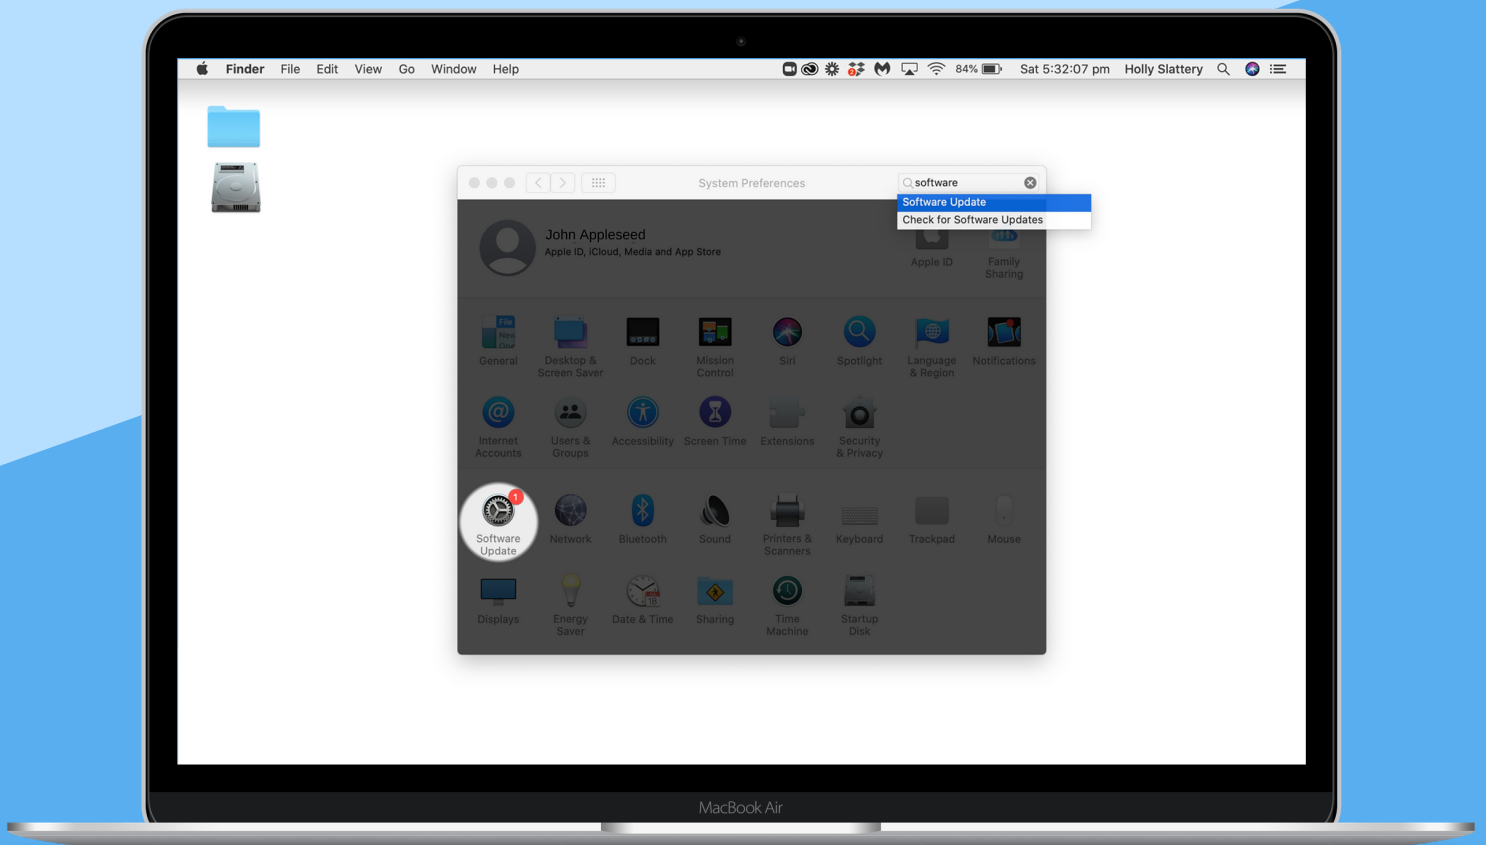 Finder File Edit View Go Window Help 84% Sat 5:32:07 pm Holly Slattery
System Preferences
software
Software Update
Check for Software Updates
John Appleseed
Apple ID, iCloud, Media and App Store
Apple ID
Family
Sharing
File
New
One
General
Desktop &
Screen Saver
Dock
Mission
Control
Siri
Spotlight
Language
& Region
Notifications
Internet
Accounts
Users &
Groups
Accessibility
Screen Time
Extensions
Security
& Privacy
1
Software
Update
Network
Bluetooth
Sound
Printers &
Scanners
Keyboard
Trackpad
Mouse
Displays
Energy
Saver
18
Date & Time
Sharing
Time
Machine
Startup
Disk
MacBook Air